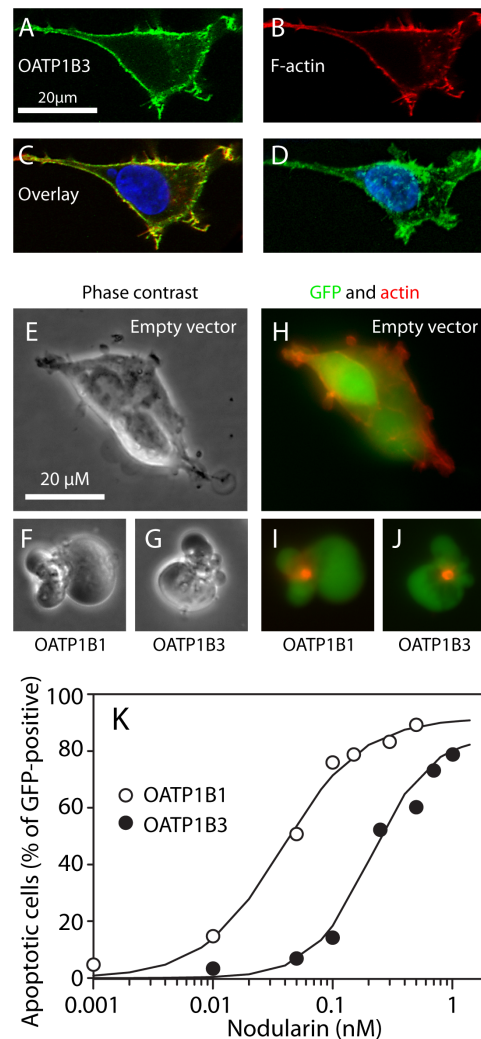 A
OATP1B3
20µm
B
F-actin
C
Overlay
D
Phase contrast
GFP and actin
E
Empty vector
20 µM
H
Empty vector
F
G
I
J
OATP1B1
OATP1B3
OATP1B1
OATP1B3
K
Apoptotic cells (% of GFP-positive)
100
80
60
40
20
0
OATP1B1
OATP1B3
0.001
0.01
0.1
1
Nodularin (nM)